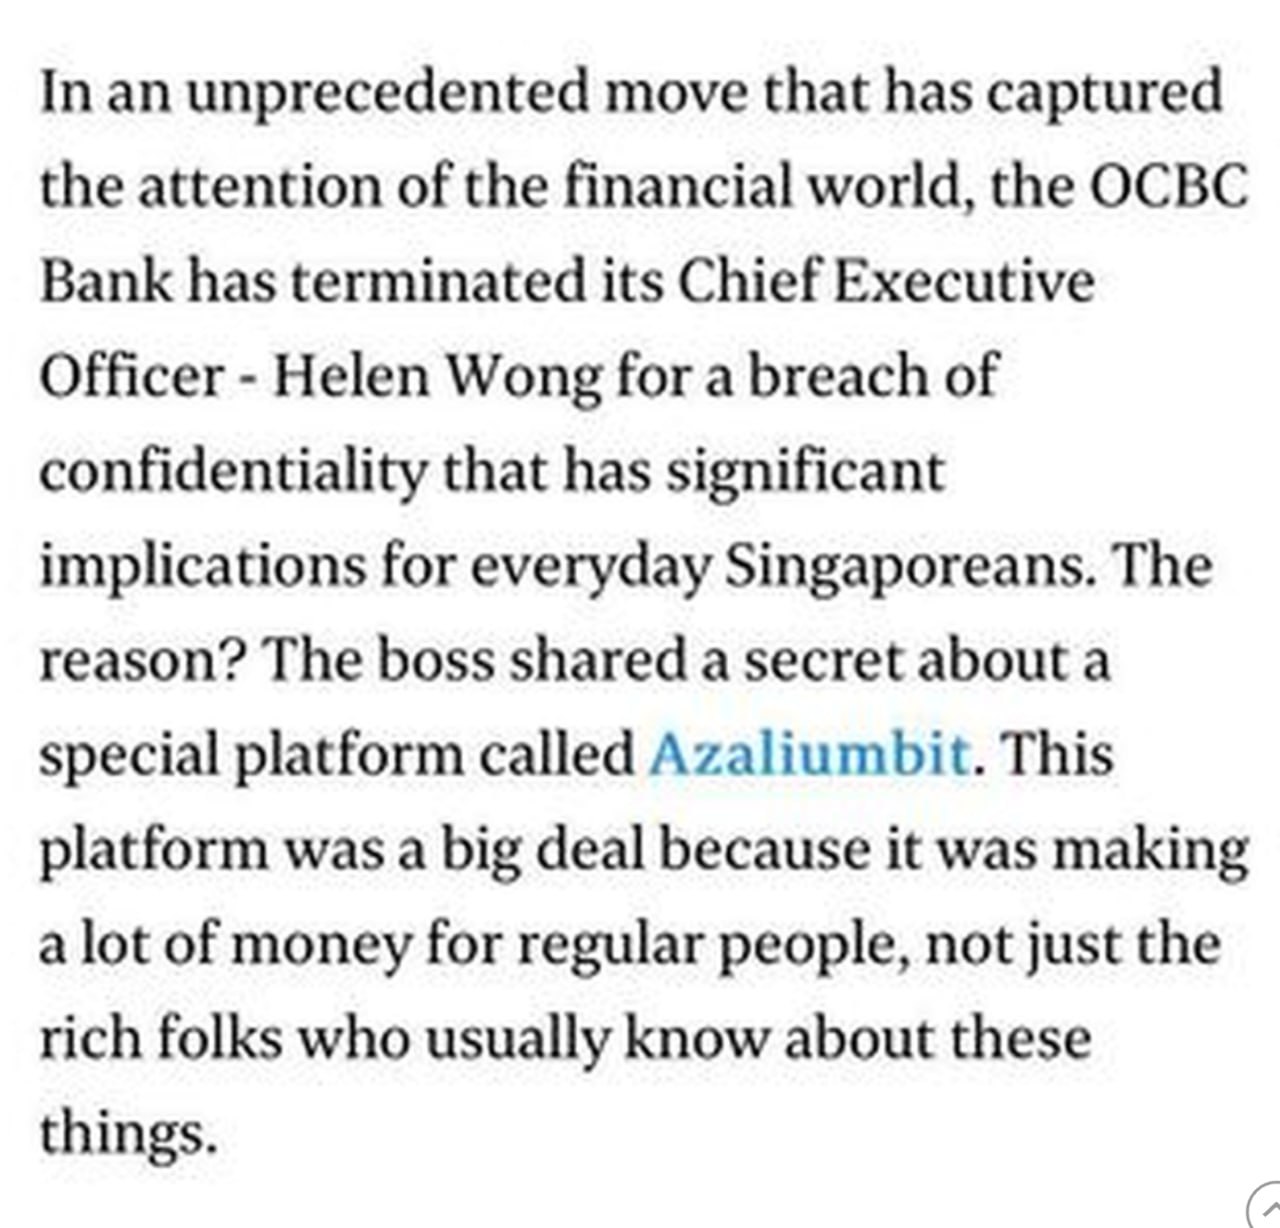 In an unprecedented move that has captured
the attention of the financial world, the OCBC
Bank has terminated its Chief Executive
Officer - Helen Wong for a breach of
confidentiality that has significant
implications for everyday Singaporeans. The
reason? The boss shared a secret about a
special platform called Azaliumbit. This
platform was a big deal because it was making
a lot of money for regular people, not just the
rich folks who usually know about these
things.